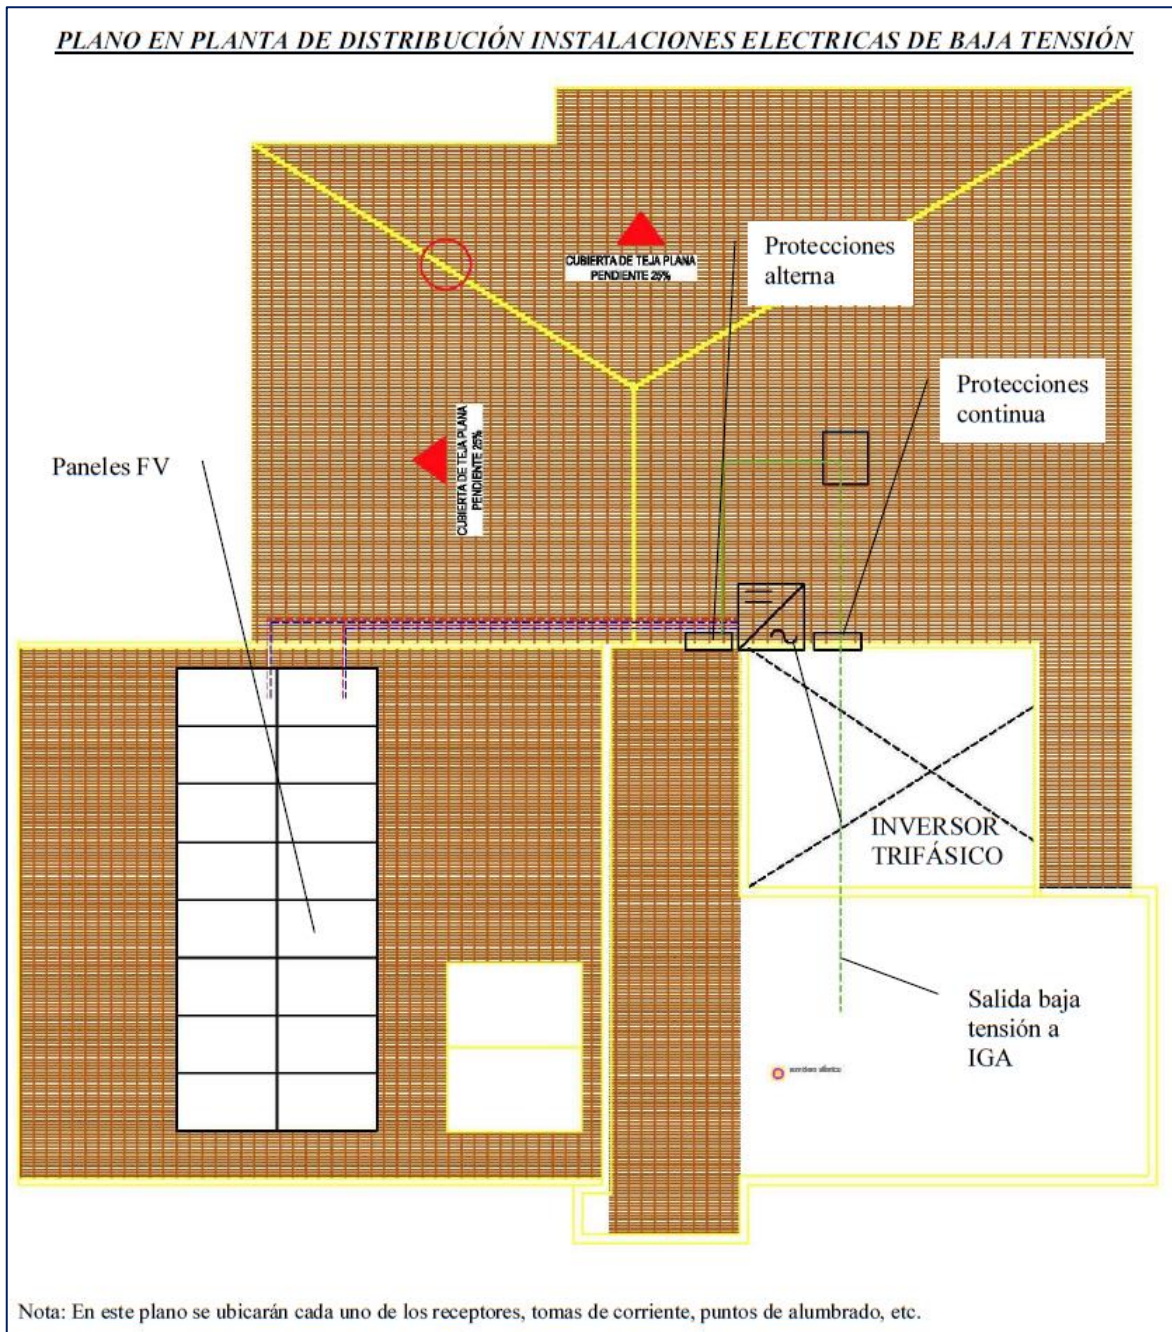 PLANO EN PLANTA DE DISTRIBUCIÓN INSTALACIONES ELECTRICAS DE BAJA TENSIÓN
Protecciones
alterna
CUBIERTA DE TEJA PLANA
PENDIENTE 25%
Protecciones
continua
CUBIERTA DE TEJA PLANA
PENDIENTE 25%
Paneles FV
INVERSOR
TRIFÁSICO
Salida baja
tensión a
IGA
Nota: En este plano se ubicarán cada uno de los receptores, tomas de corriente, puntos de alumbrado, etc.